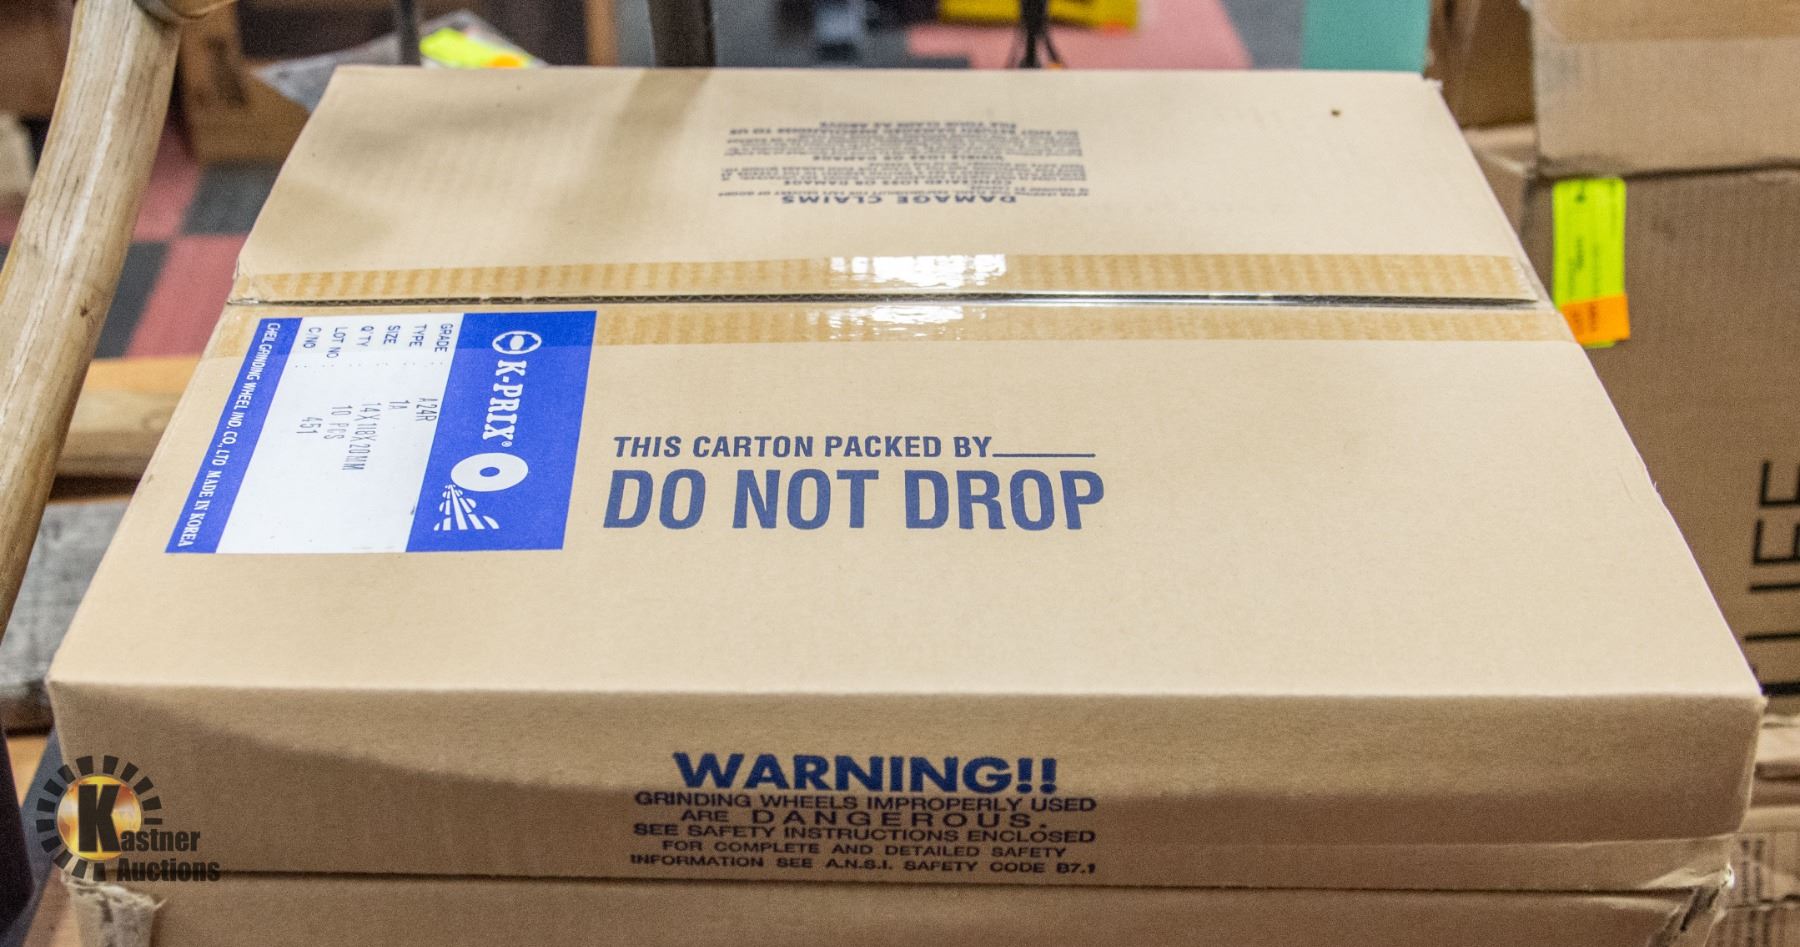 DAMAGE CLAIMS
K-PRIX®
GRADE : A24R
TYPE : 1A
SIZE : 14X1/8X20MM
Q'TY : 10 PCS
LOT NO : 451
C/NO :
CHEIL GRINDING WHEEL IND. CO., LTD MADE IN KOREA
THIS CARTON PACKED BY______
DO NOT DROP
WARNING!!
GRINDING WHEELS IMPROPERLY USED
ARE DANGEROUS.
SEE SAFETY INSTRUCTIONS ENCLOSED
FOR COMPLETE AND DETAILED SAFETY
INFORMATION SEE A.N.S.I. SAFETY CODE B7.1
Kastner
Auctions